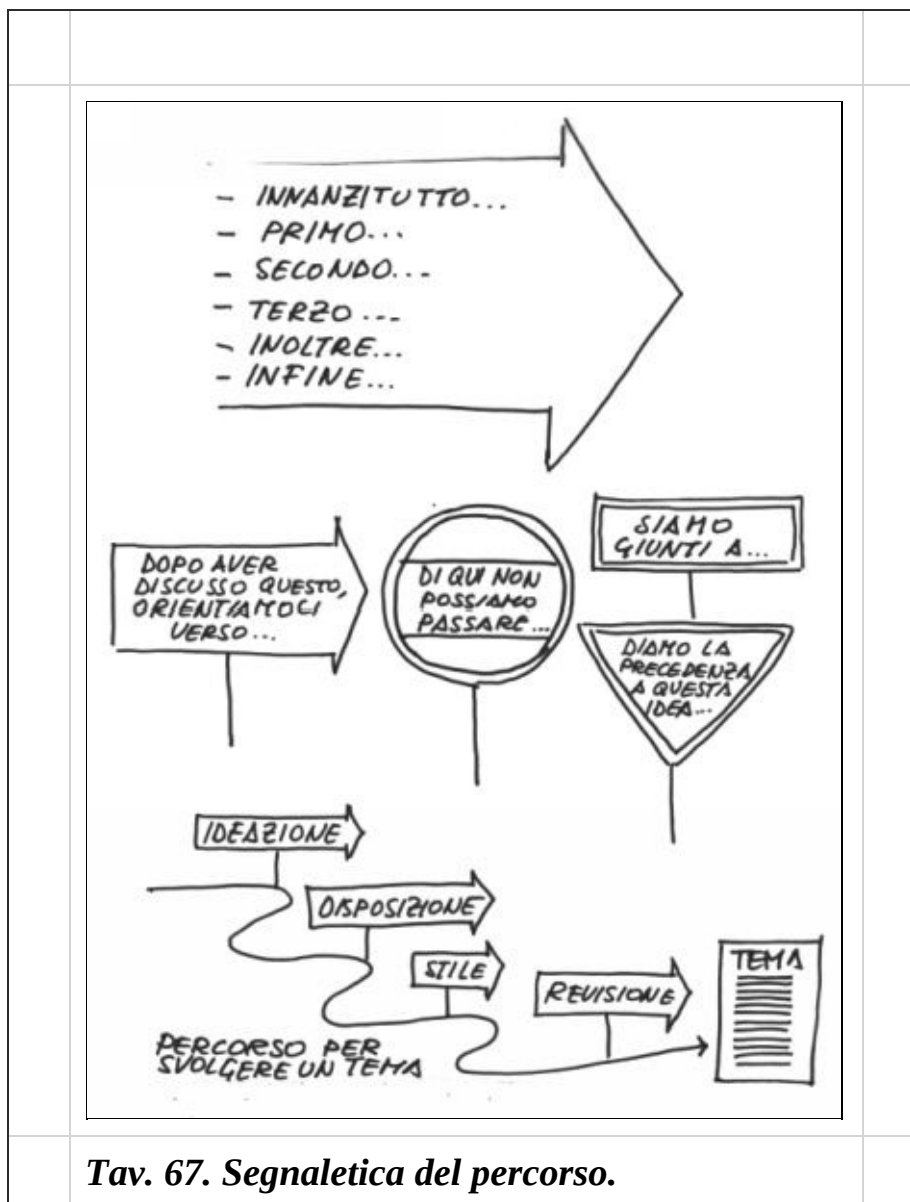 - INNANZITUTTO...
- PRIMO...
- SECONDO...
- TERZO...
- INOLTRE...
- INFINE...
DOPO AVER
DISCUSSO QUESTO,
ORIENTIAMOCI
VERSO...
DI QUI NON
POSSIAMO
PASSARE...
SIAMO
GIUNTI A...
DIAMO LA
PRECEDENZA
A QUESTA
IDEA...
IDEAZIONE
DISPOSIZIONE
STILE
REVISIONE
TEMA
PERCORSO PER
SVOLGERE UN TEMA
Tav. 67. Segnaletica del percorso.